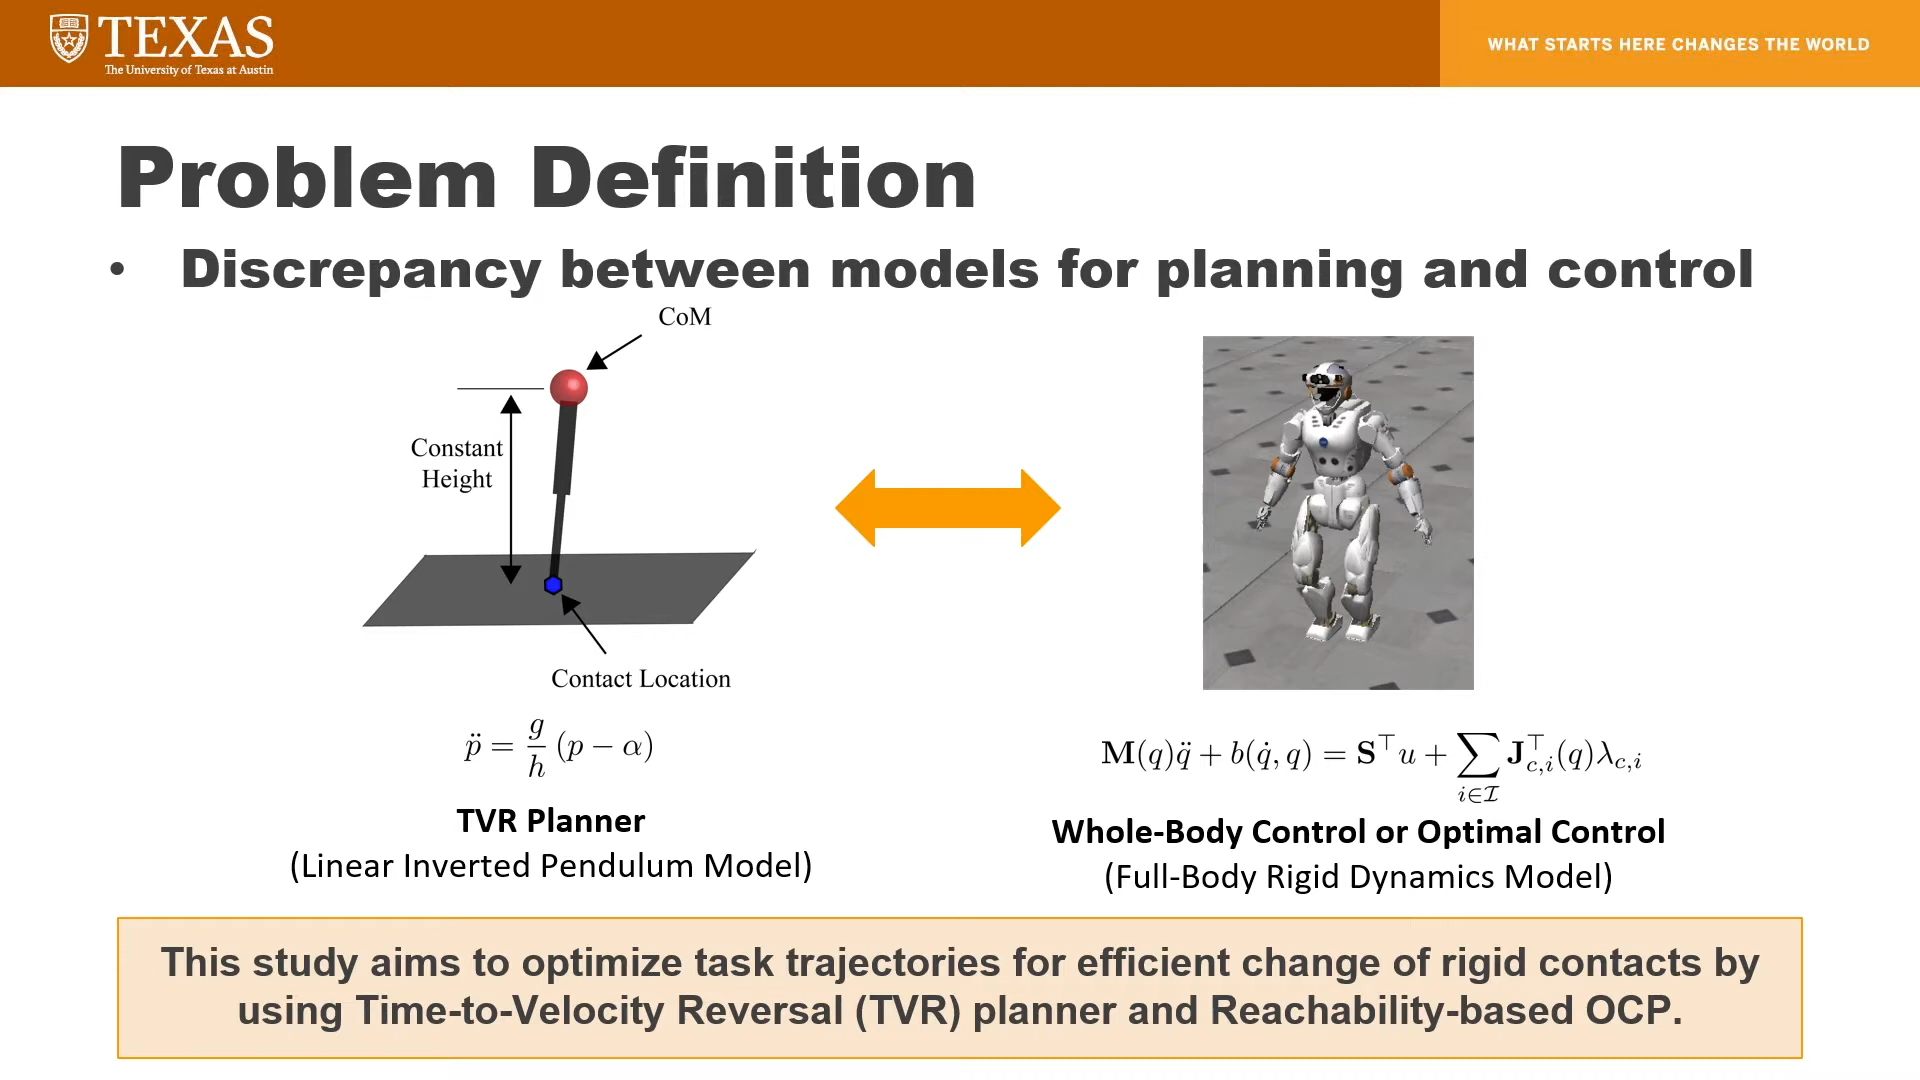 TEXAS
The University of Texas at Austin
WHAT STARTS HERE CHANGES THE WORLD
Problem Definition
• Discrepancy between models for planning and control
CoM
Constant
Height
Contact Location
p̈ = g/h (p − α)
M(q)q̈ + b(q̇, q) = S⊤u + ∑i∈ℐ J⊤c,i(q)λc,i
TVR Planner
(Linear Inverted Pendulum Model)
Whole-Body Control or Optimal Control
(Full-Body Rigid Dynamics Model)
This study aims to optimize task trajectories for efficient change of rigid contacts by
using Time-to-Velocity Reversal (TVR) planner and Reachability-based OCP.